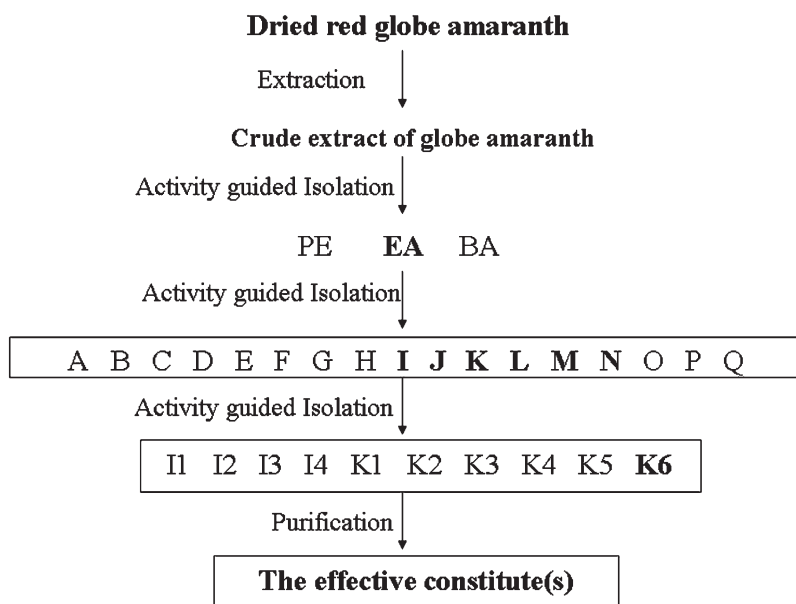 Dried red globe amaranth
Extraction
Crude extract of globe amaranth
Activity guided Isolation
PE EA BA
Activity guided Isolation
A B C D E F G H I J K L M N O P Q
Activity guided Isolation
I1 I2 I3 I4 K1 K2 K3 K4 K5 K6
Purification
The effective constitute(s)